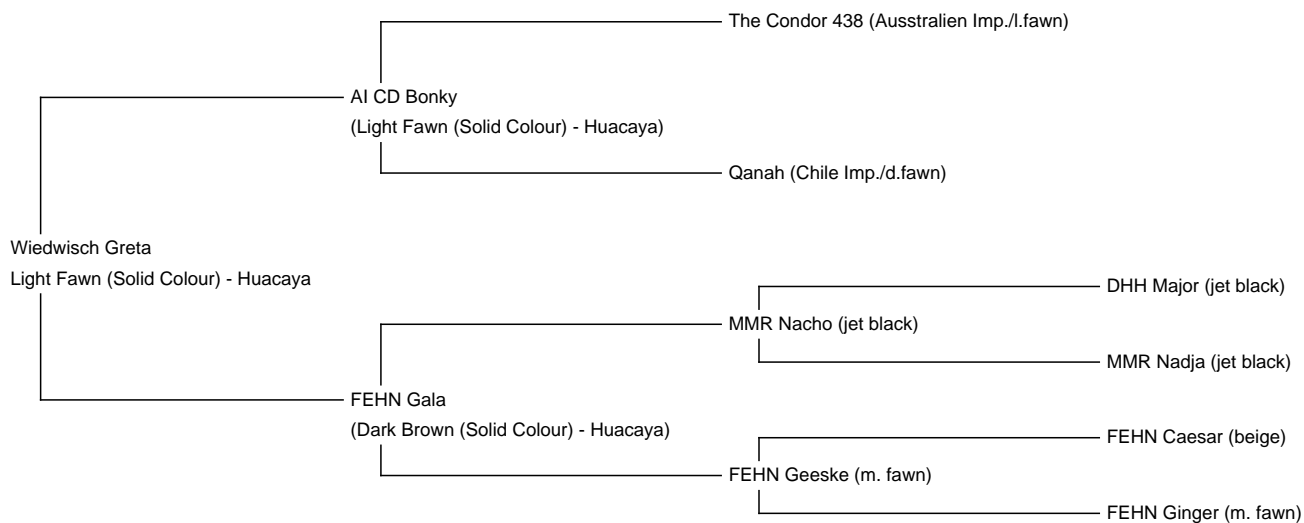 The Condor 438 (Ausstralien Imp./l.fawn)
AI CD Bonky
(Light Fawn (Solid Colour) - Huacaya)
Qanah (Chile Imp./d.fawn)
Wiedwisch Greta
Light Fawn (Solid Colour) - Huacaya
DHH Major (jet black)
MMR Nacho (jet black)
MMR Nadja (jet black)
FEHN Gala
(Dark Brown (Solid Colour) - Huacaya)
FEHN Caesar (beige)
FEHN Geeske (m. fawn)
FEHN Ginger (m. fawn)